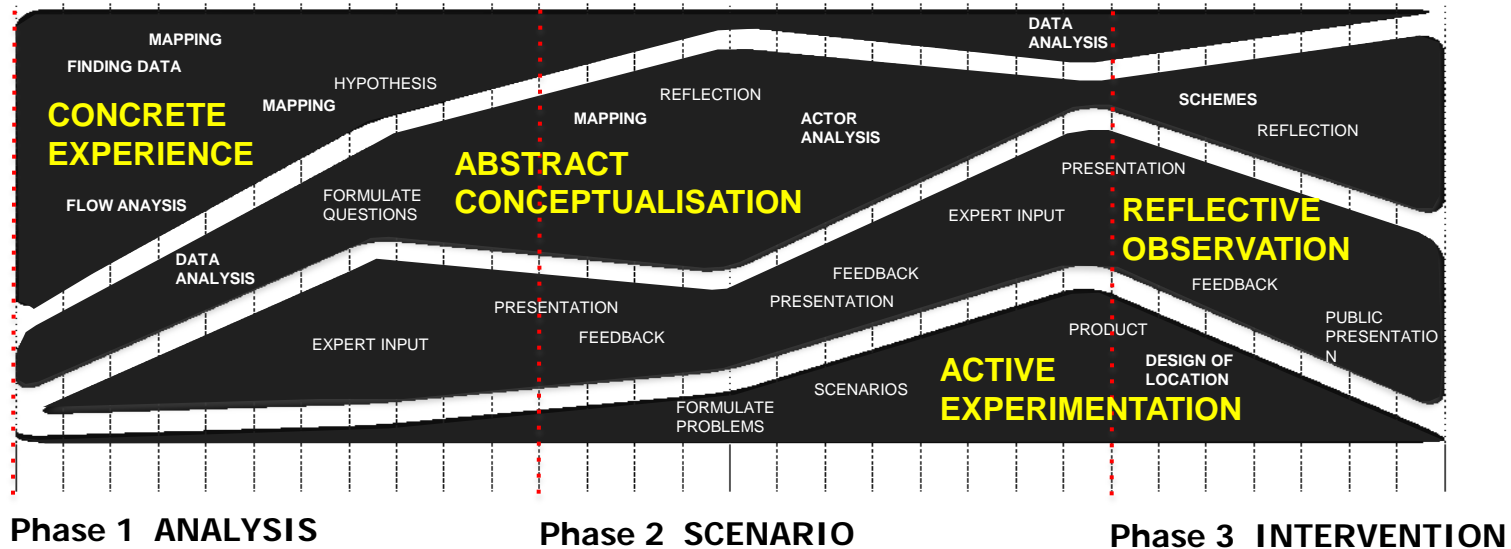 MAPPING
FINDING DATA
CONCRETE
EXPERIENCE
MAPPING
HYPOTHESIS
FLOW ANAYSIS
DATA
ANALYSIS
FORMULATE
QUESTIONS
EXPERT INPUT
PRESENTATION
ABSTRACT
CONCEPTUALISATION
MAPPING
REFLECTION
ACTOR
ANALYSIS
DATA
ANALYSIS
FEEDBACK
FORMULATE
PROBLEMS
PRESENTATION
FEEDBACK
EXPERT INPUT
SCENARIOS
ACTIVE
EXPERIMENTATION
PRODUCT
DESIGN OF
LOCATION
SCHEMES
REFLECTION
PRESENTATION
REFLECTIVE
OBSERVATION
FEEDBACK
PUBLIC
PRESENTATIO
N
Phase 1 ANALYSIS
Phase 2 SCENARIO
Phase 3 INTERVENTION